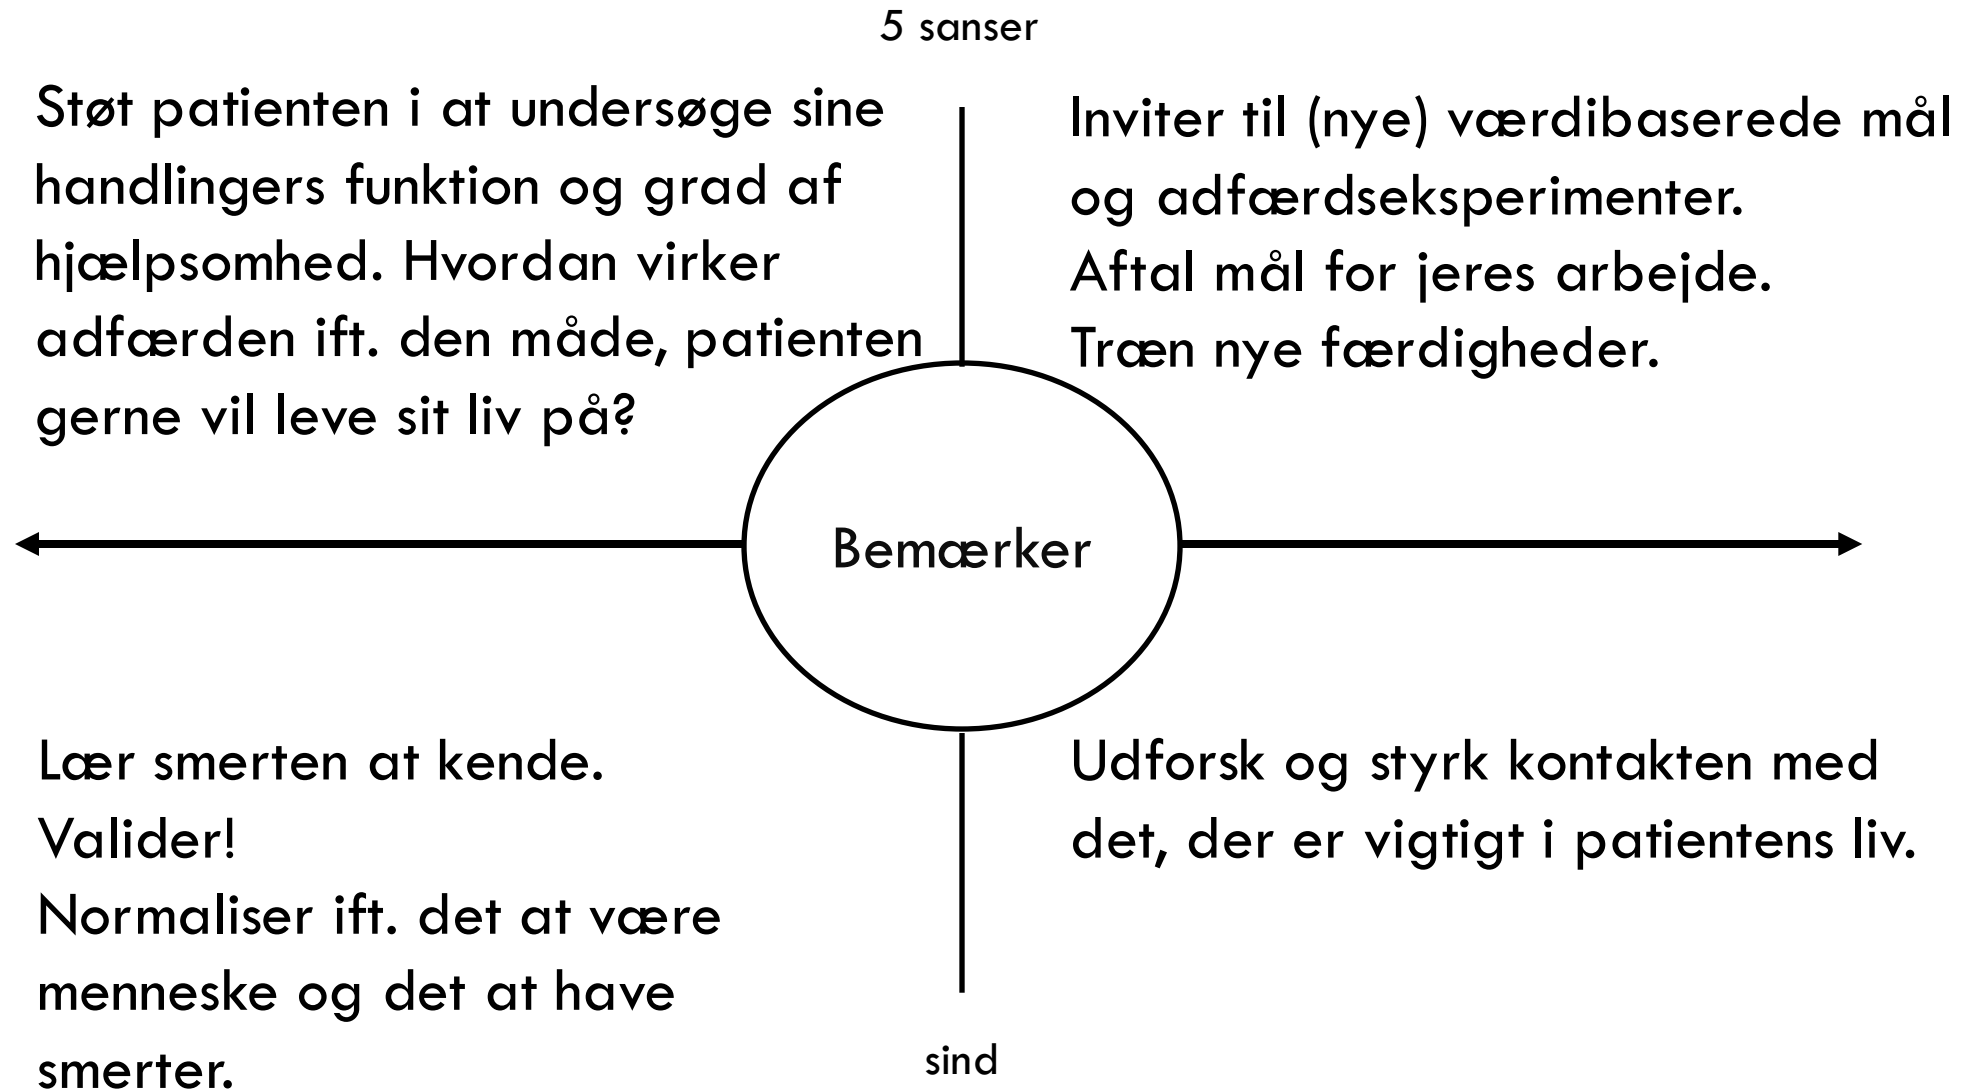 5 sanser
Støt patienten i at undersøge sine
handlingers funktion og grad af
hjælpsomhed. Hvordan virker
adfærden ift. den måde, patienten
gerne vil leve sit liv på?
Inviter til (nye) værdibaserede mål
og adfærdseksperimenter.
Aftal mål for jeres arbejde.
Træn nye færdigheder.
Bemærker
Lær smerten at kende.
Valider!
Normaliser ift. det at være
menneske og det at have
smerter.
Udforsk og styrk kontakten med
det, der er vigtigt i patientens liv.
sind